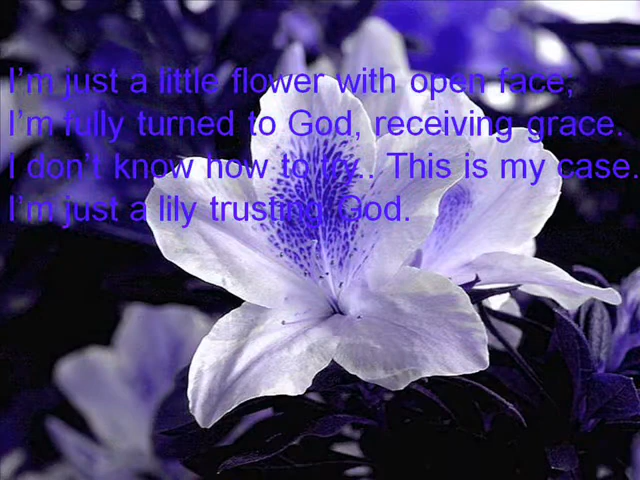 I'm just a little flower with open face,
I'm fully turned to God, receiving grace.
I don't know how to try.. This is my case.
I'm just a lily trusting God.